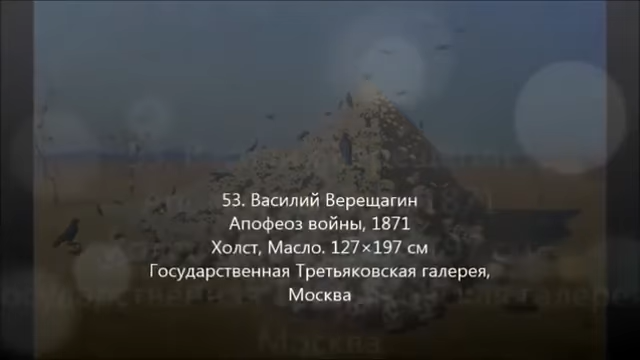 53. Василий Верещагин
Апофеоз войны, 1871
Холст, Масло. 127×197 см
Государственная Третьяковская галерея,
Москва